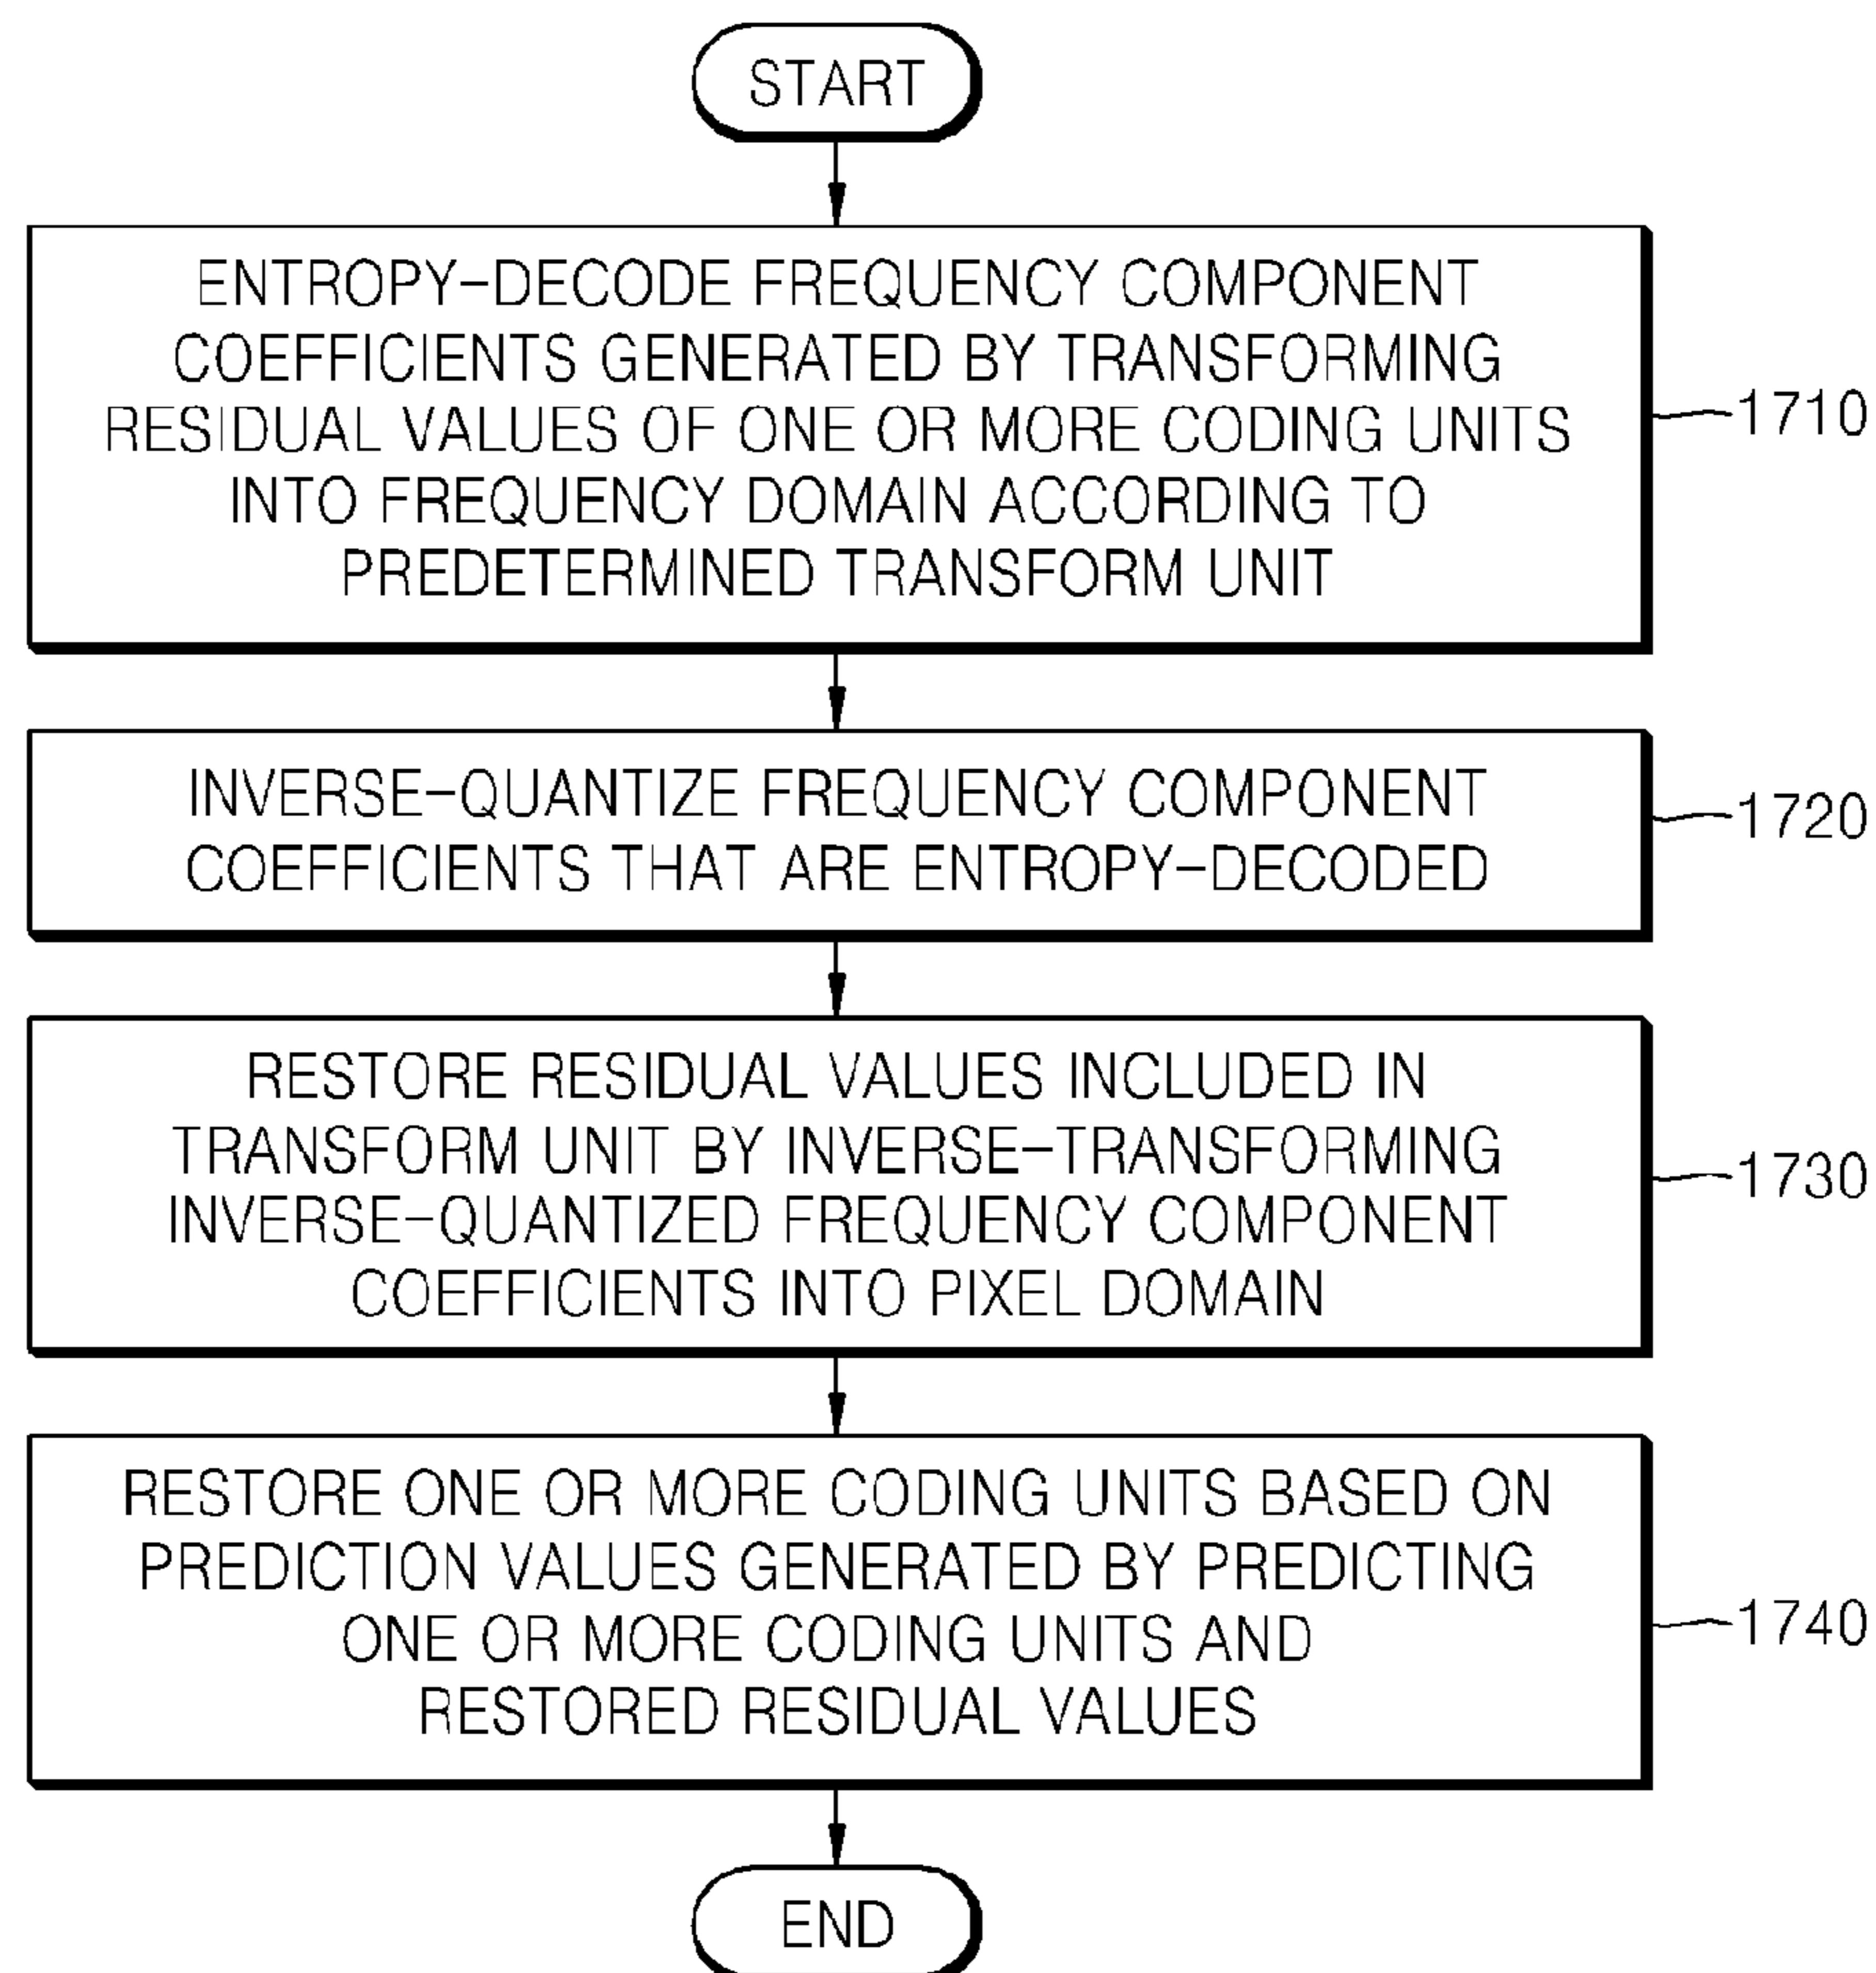 START
ENTROPY-DECODE FREQUENCY COMPONENT
COEFFICIENTS GENERATED BY TRANSFORMING
RESIDUAL VALUES OF ONE OR MORE CODING UNITS
INTO FREQUENCY DOMAIN ACCORDING TO
PREDETERMINED TRANSFORM UNIT
1710
INVERSE-QUANTIZE FREQUENCY COMPONENT
COEFFICIENTS THAT ARE ENTROPY-DECODED
1720
RESTORE RESIDUAL VALUES INCLUDED IN
TRANSFORM UNIT BY INVERSE-TRANSFORMING
INVERSE-QUANTIZED FREQUENCY COMPONENT
COEFFICIENTS INTO PIXEL DOMAIN
1730
RESTORE ONE OR MORE CODING UNITS BASED ON
PREDICTION VALUES GENERATED BY PREDICTING
ONE OR MORE CODING UNITS AND
RESTORED RESIDUAL VALUES
1740
END